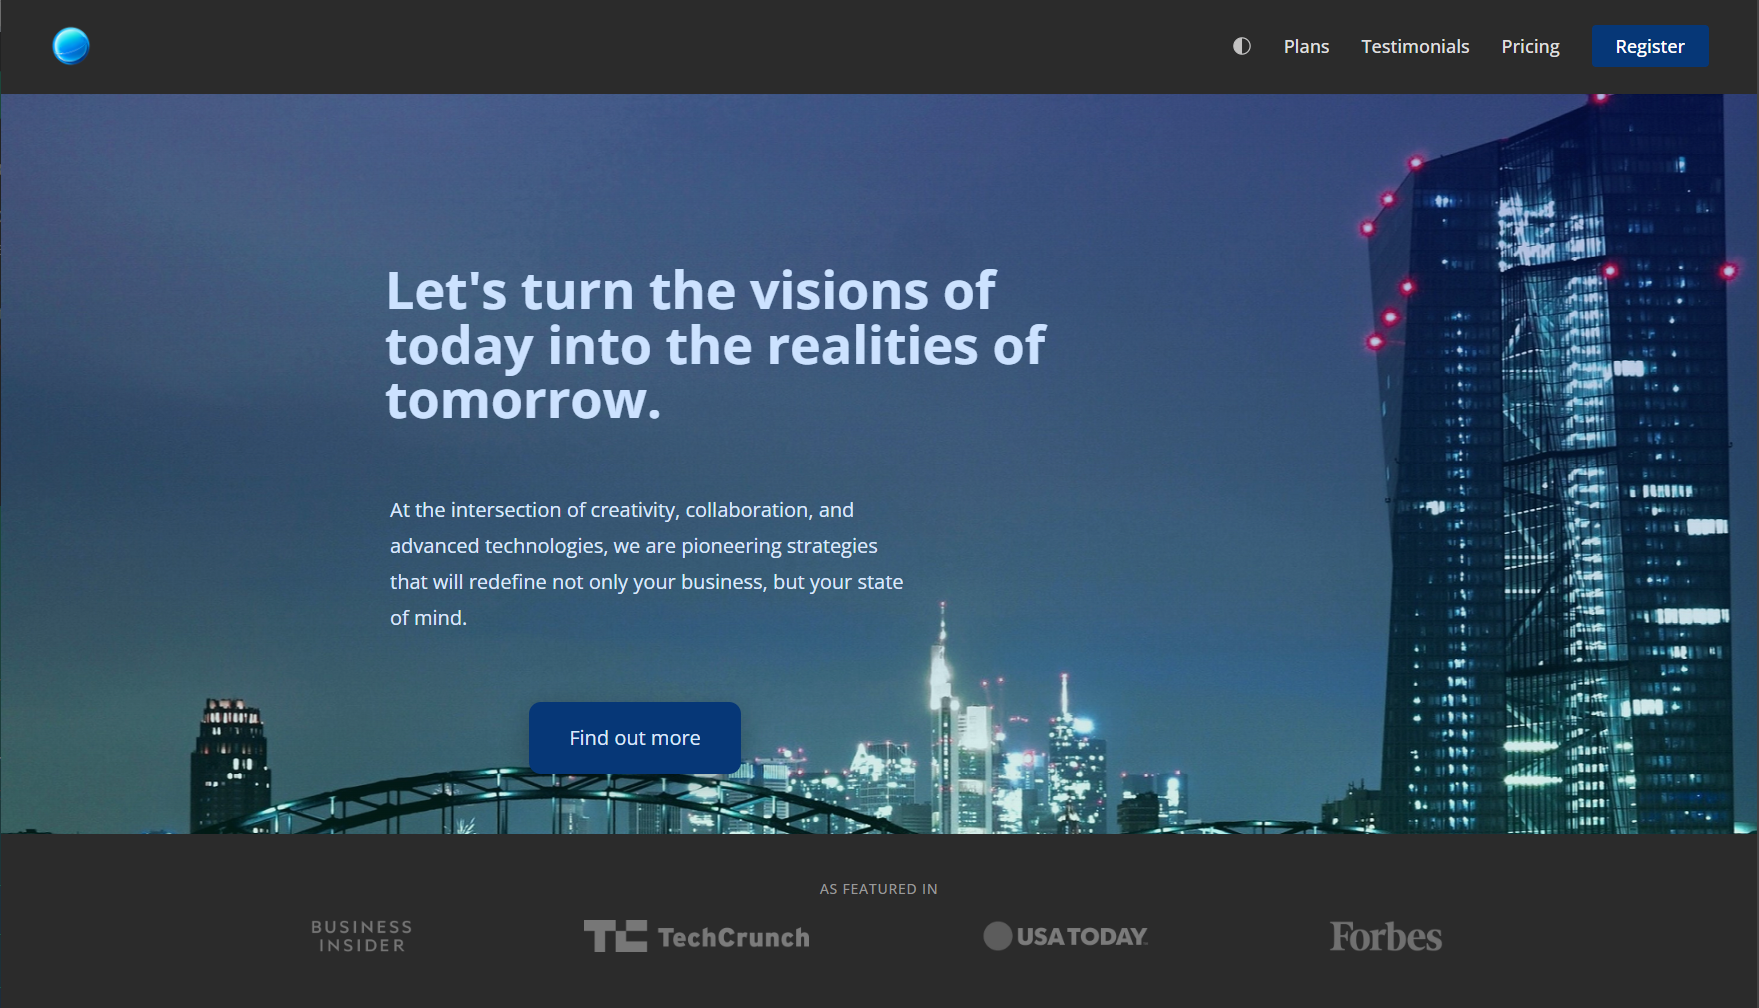 Plans
Testimonials
Pricing
Register
Let's turn the visions of
today into the realities of
tomorrow.
At the intersection of creativity, collaboration, and
advanced technologies, we are pioneering strategies
that will redefine not only your business, but your state
of mind.
Find out more
AS FEATURED IN
BUSINESS
INSIDER
TC TechCrunch
USA TODAY
Forbes